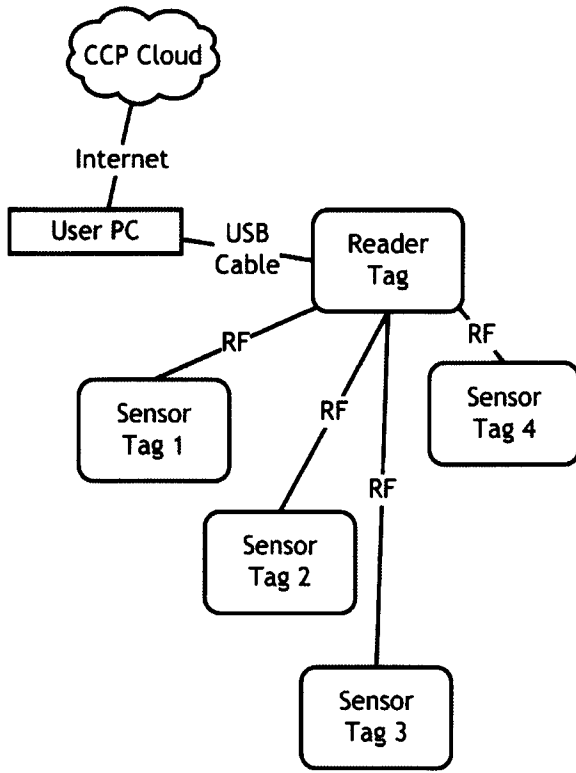 CCP Cloud
Internet
User PC
USB
Cable
Reader
Tag
RF
RF
RF
RF
Sensor
Tag 1
Sensor
Tag 2
Sensor
Tag 3
Sensor
Tag 4